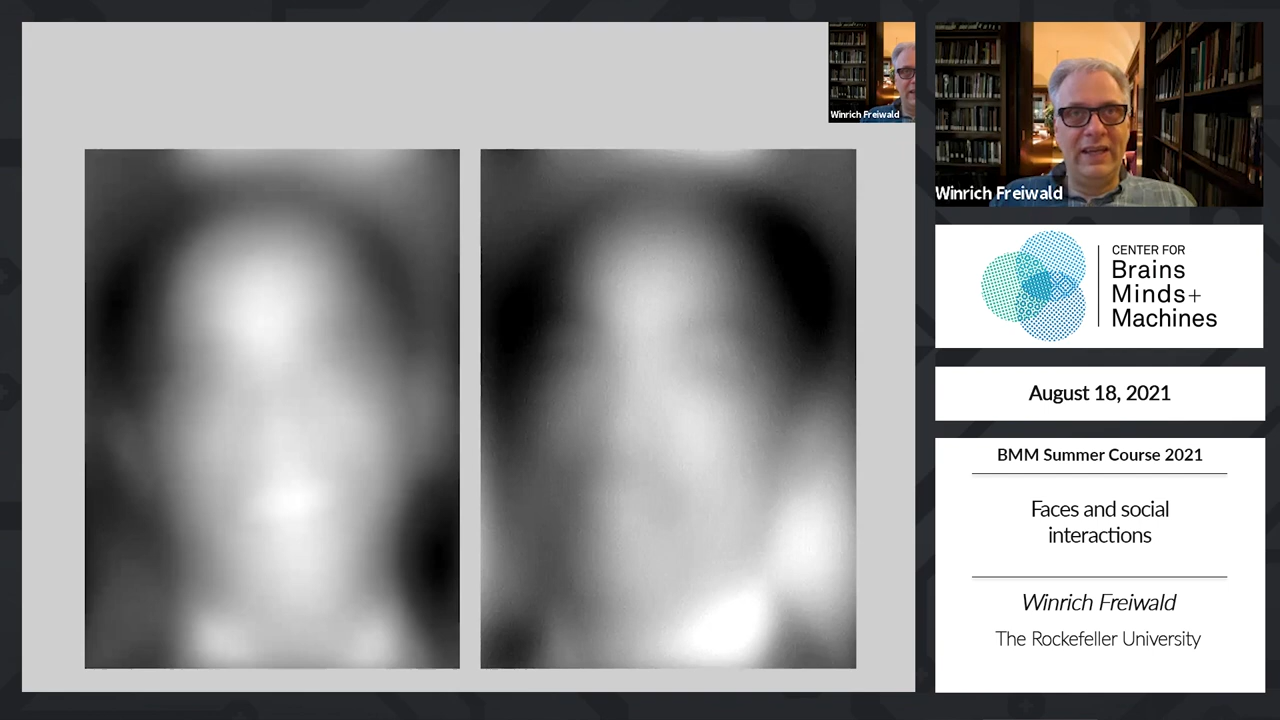 Winrich Freiwald
Winrich Freiwald
CENTER FOR
Brains
Minds+
Machines
August 18, 2021
BMM Summer Course 2021
Faces and social
interactions
Winrich Freiwald
The Rockefeller University